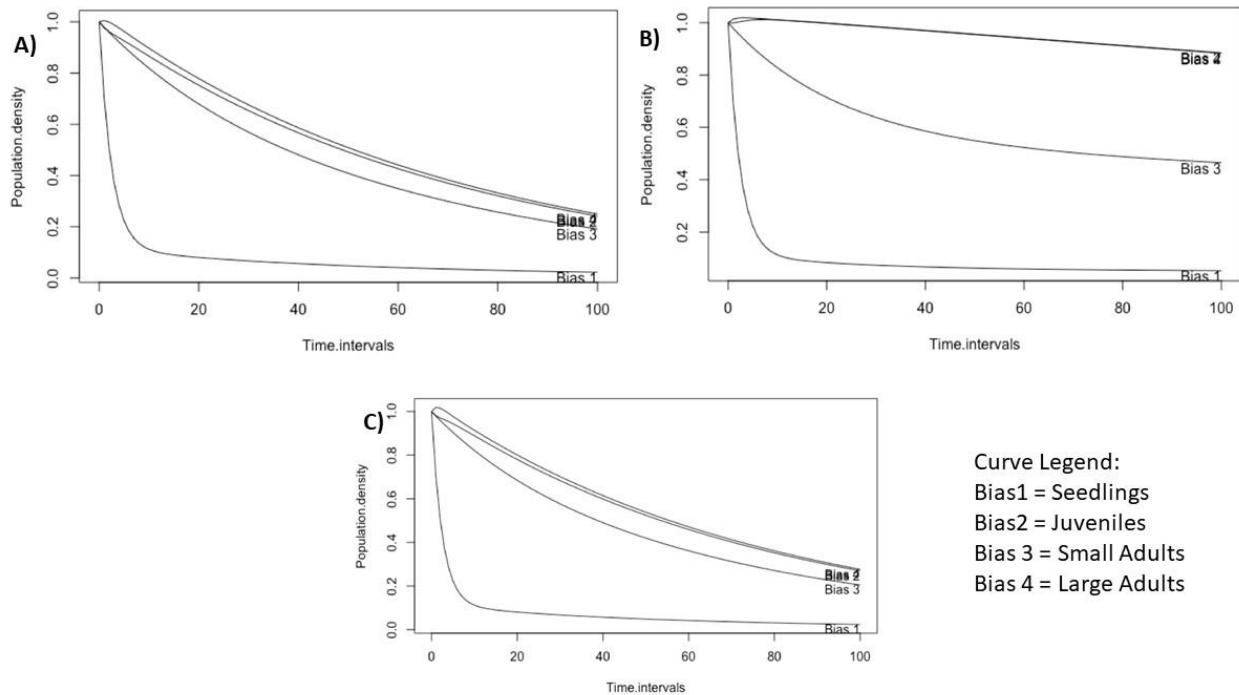 A)
Population.density
1.0
0.8
0.6
0.4
0.2
0.0
Bias 3
Bias 1
0
20
40
60
80
100
Time.intervals
B)
Population.density
1.0
0.8
0.6
0.4
0.2
Bias
Bias 3
Bias 1
0
20
40
60
80
100
Time.intervals
C)
Population.density
1.0
0.8
0.6
0.4
0.2
0.0
Bias
Bias 3
Bias 1
0
20
40
60
80
100
Time.intervals
Curve Legend:
Bias1 = Seedlings
Bias2 = Juveniles
Bias 3 = Small Adults
Bias 4 = Large Adults